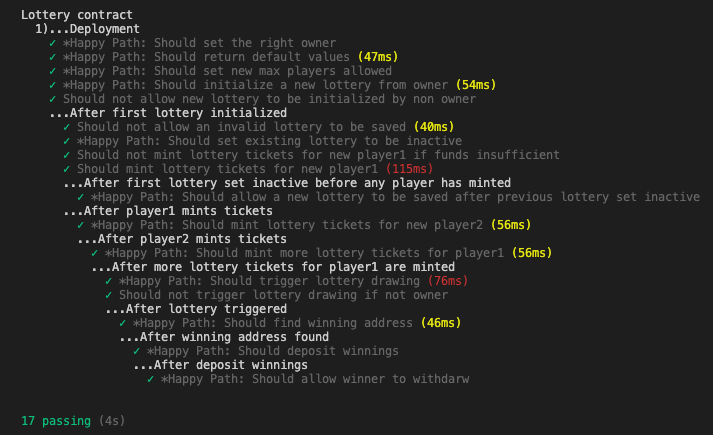 Lottery contract
1)...Deployment
✓ *Happy Path: Should set the right owner
✓ *Happy Path: Should return default values (47ms)
✓ *Happy Path: Should set new max players allowed
✓ *Happy Path: Should initialize a new lottery from owner (54ms)
✓ Should not allow new lottery to be initialized by non owner
...After first lottery initialized
✓ Should not allow an invalid lottery to be saved (40ms)
✓ *Happy Path: Should set existing lottery to be inactive
✓ Should not mint lottery tickets for new player1 if funds insufficient
✓ Should mint lottery tickets for new player1 (115ms)
...After first lottery set inactive before any player has minted
✓ *Happy Path: Should allow a new lottery to be saved after previous lottery set inactive
...After player1 mints tickets
✓ *Happy Path: Should mint lottery tickets for new player2 (56ms)
...After player2 mints tickets
✓ *Happy Path: Should mint more lottery tickets for player1 (56ms)
...After more lottery tickets for player1 are minted
✓ *Happy Path: Should trigger lottery drawing (76ms)
✓ Should not trigger lottery drawing if not owner
...After lottery triggered
✓ *Happy Path: Should find winning address (46ms)
...After winning address found
✓ *Happy Path: Should deposit winnings
...After deposit winnings
✓ *Happy Path: Should allow winner to withdarw
17 passing (4s)